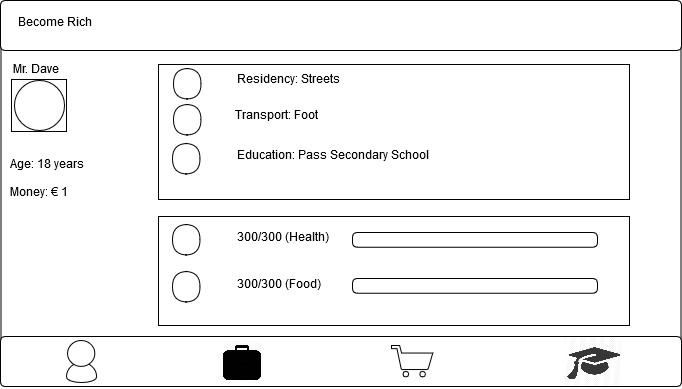 Become Rich
Mr. Dave
Age: 18 years
Money: € 1
Residency: Streets
Transport: Foot
Education: Pass Secondary School
300/300 (Health)
300/300 (Food)